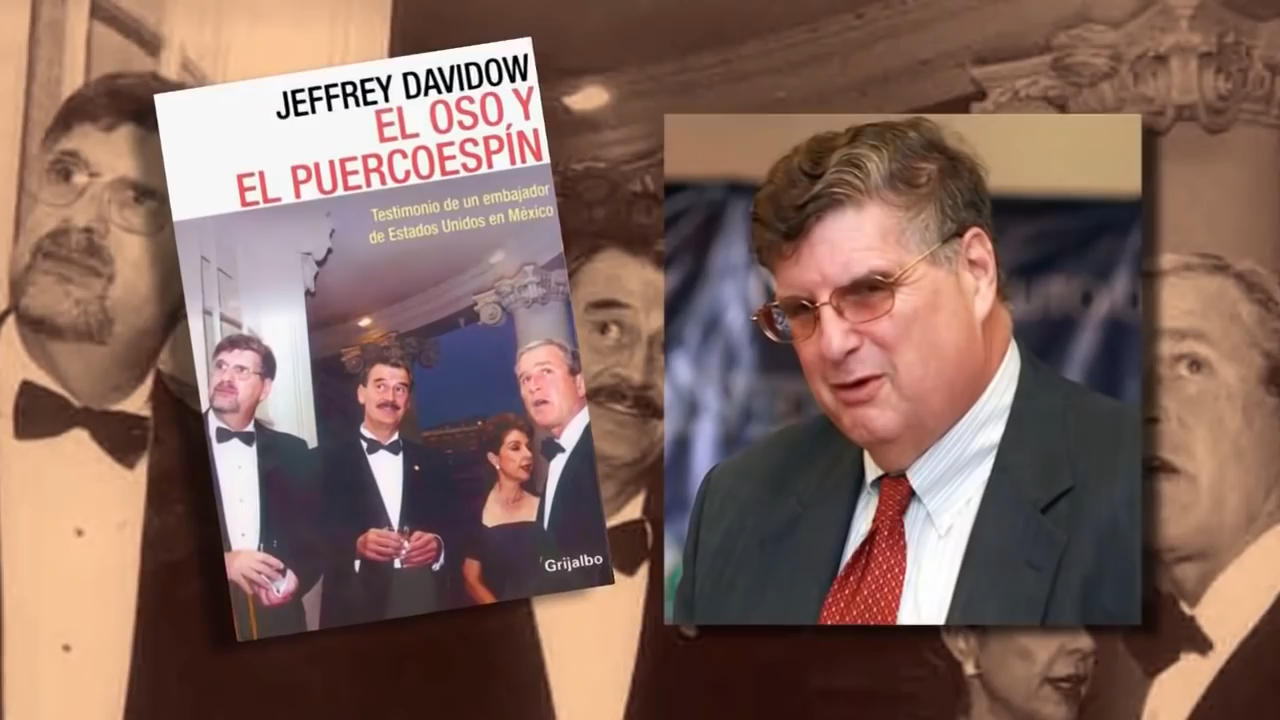 JEFFREY DAVIDOW
EL OSO Y
EL PUERCOESPÍN
Testimonio de un embajador
de Estados Unidos en México
Grijalbo